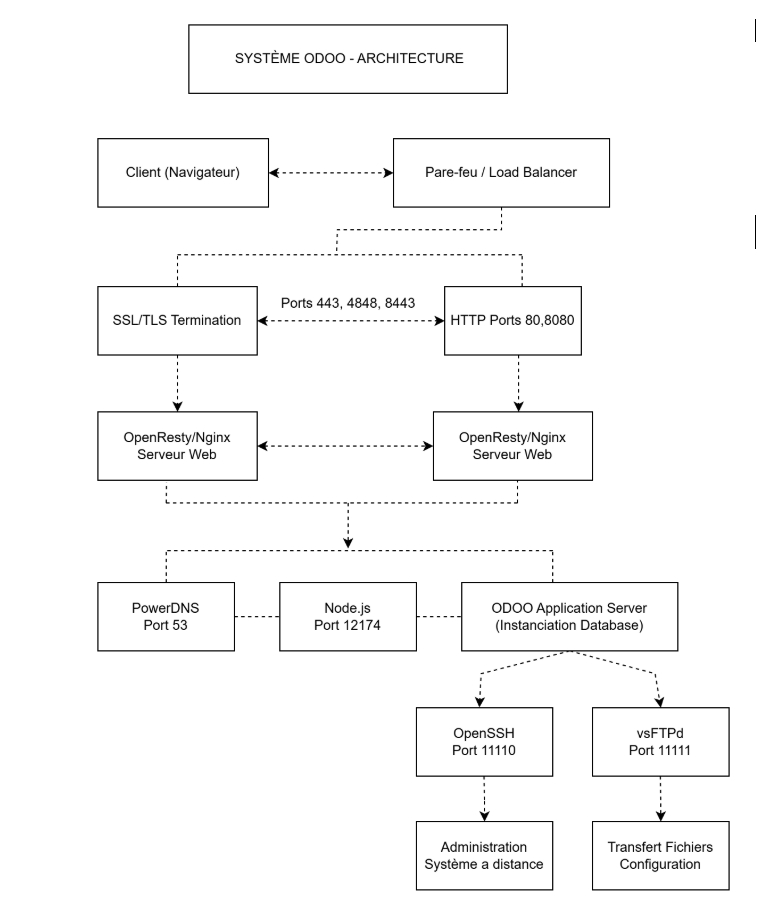 SYSTÈME ODOO - ARCHITECTURE
Client (Navigateur)
Pare-feu / Load Balancer
Ports 443, 4848, 8443
SSL/TLS Termination
HTTP Ports 80,8080
OpenResty/Nginx
Serveur Web
OpenResty/Nginx
Serveur Web
PowerDNS
Port 53
Node.js
Port 12174
ODOO Application Server
(Instanciation Database)
OpenSSH
Port 11110
vsFTPd
Port 11111
Administration
Système a distance
Transfert Fichiers
Configuration